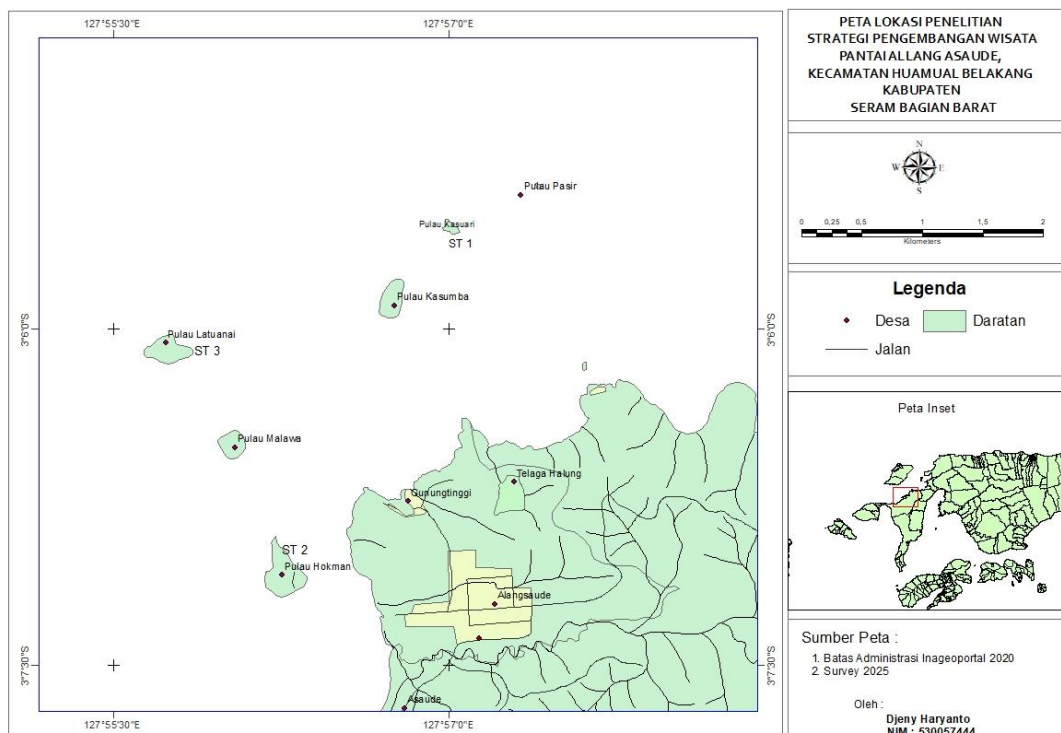 127°55'30"E
127°57'0"E
Pulau Pasir
Pulau Kasuari
ST 1
Pulau Kasumba
3°6'0"S
3°6'0"S
Pulau Latuanai
ST 3
Pulau Malawa
Telaga Halung
Gunungtinggi
ST 2
Pulau Hokman
Alangsaude
3°7'30"S
3°7'30"S
Asaude
127°55'30"E
127°57'0"E
PETA LOKASI PENELITIAN
STRATEGI PENGEMBANGAN WISATA
PANTAI ALLANG ASAUDE,
KECAMATAN HUAMUAL BELAKANG
KABUPATEN
SERAM BAGIAN BARAT
N
W E
S
0 0,25 0,5 1 1,5 2
Kilometers
Legenda
Desa Daratan
Jalan
Peta Inset
Sumber Peta :
1. Batas Administrasi Inageoportal 2020
2. Survey 2025
Oleh :
Djeny Haryanto
NIM : 530057444